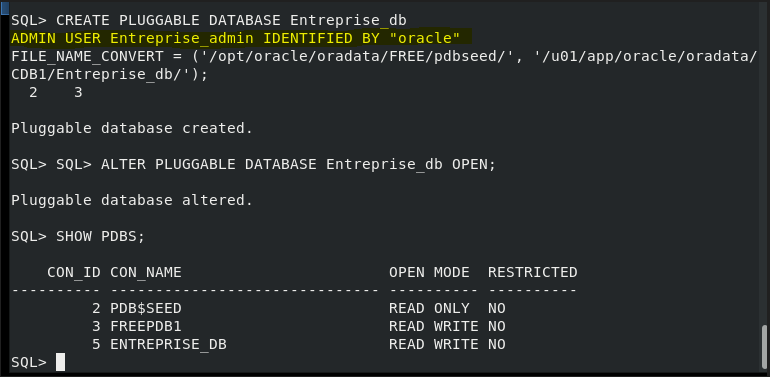 SQL> CREATE PLUGGABLE DATABASE Entreprise_db
ADMIN USER Entreprise_admin IDENTIFIED BY "oracle"
FILE_NAME_CONVERT = ('/opt/oracle/oradata/FREE/pdbseed/', '/u01/app/oracle/oradata/
CDB1/Entreprise_db/');
  2    3
Pluggable database created.
SQL> SQL> ALTER PLUGGABLE DATABASE Entreprise_db OPEN;
Pluggable database altered.
SQL> SHOW PDBS;
    CON_ID CON_NAME                       OPEN MODE  RESTRICTED
---------- ------------------------------ ---------- ----------
         2 PDB$SEED                       READ ONLY  NO
         3 FREEPDB1                       READ WRITE NO
         5 ENTREPRISE_DB                  READ WRITE NO
SQL>